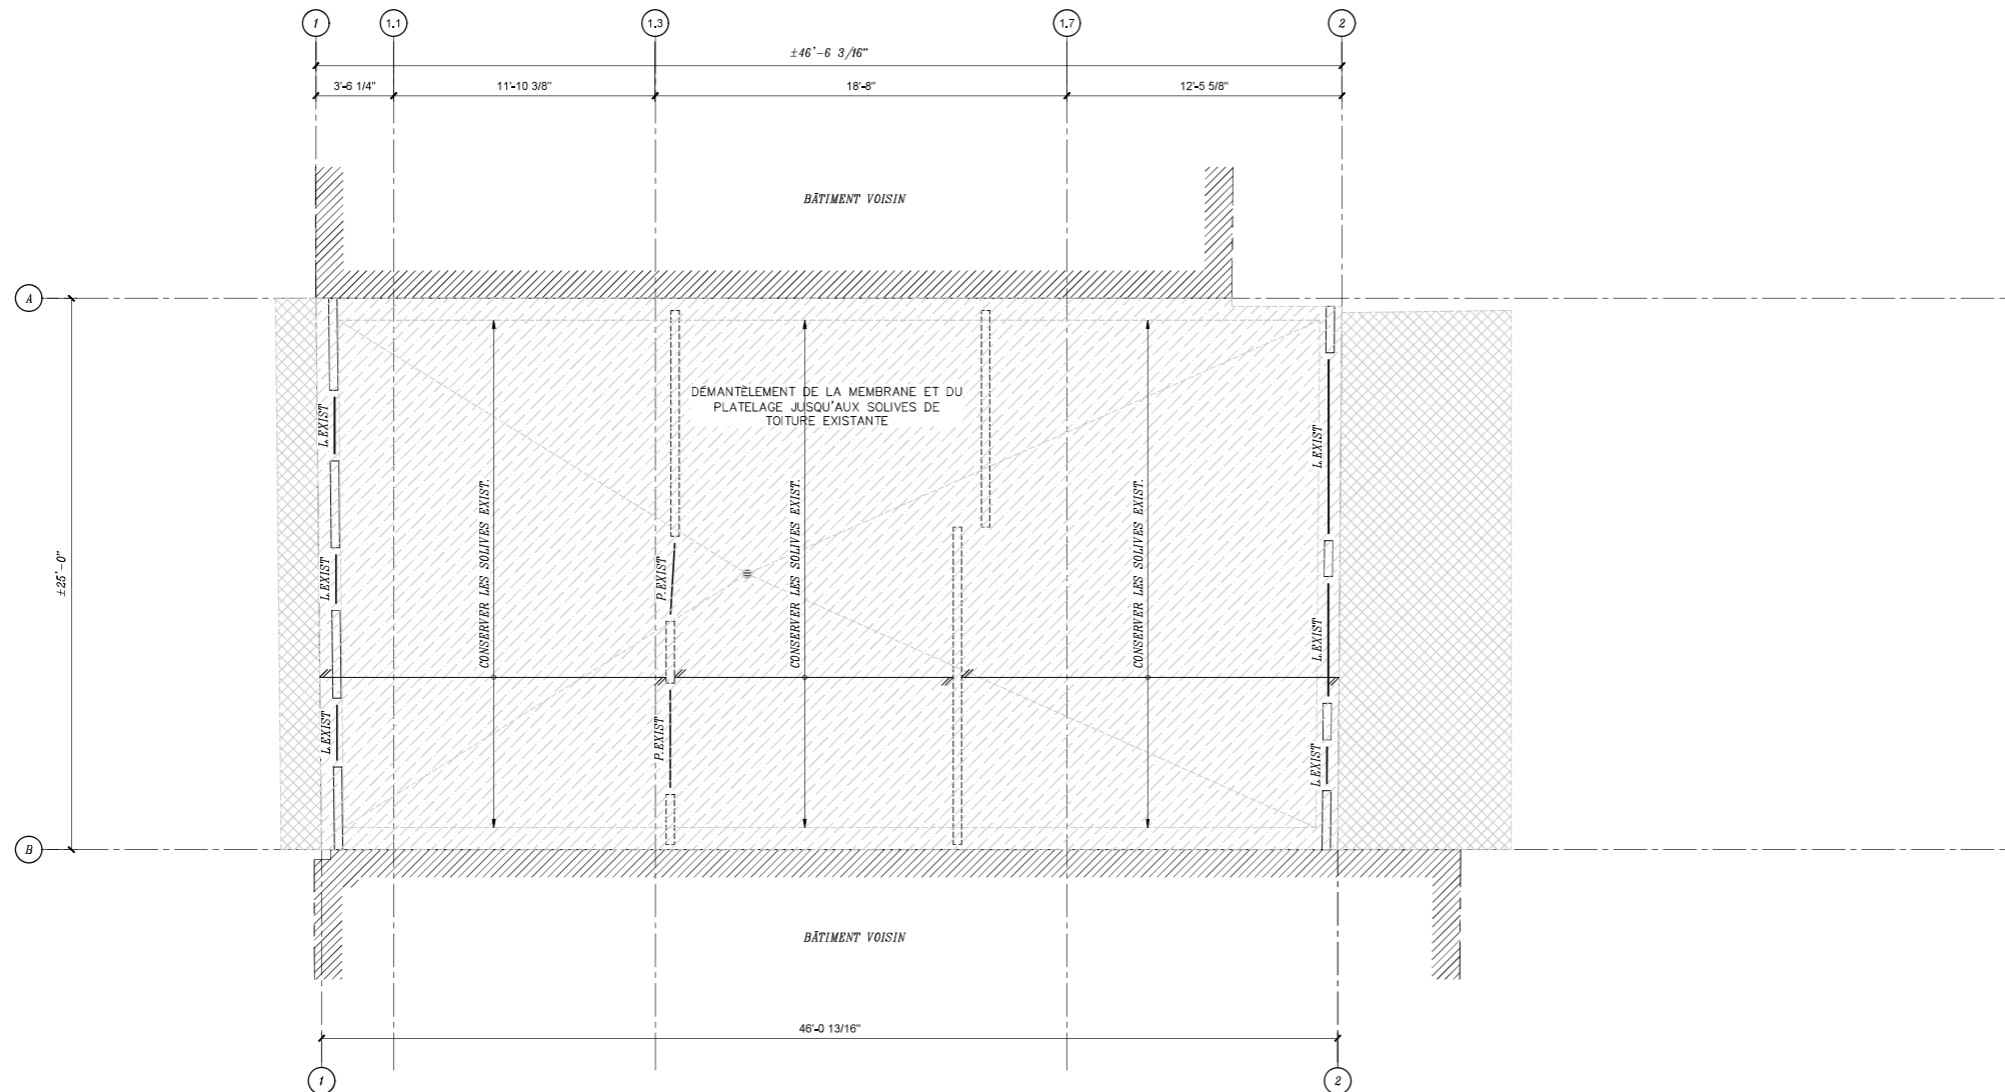 1
1.1
1.3
1.7
2
±46'-6 3/16"
3'-6 1/4"
11'-10 3/8"
18'-8"
12'-5 5/8"
BÂTIMENT VOISIN
A
DÉMANTÈLEMENT DE LA MEMBRANE ET DU
PLATELAGE JUSQU'AUX SOLIVES DE
TOITURE EXISTANTE
L.EXIST
L.EXIST
L.EXIST
CONSERVER LES SOLIVES EXIST.
P.EXIST
P.EXIST
CONSERVER LES SOLIVES EXIST.
CONSERVER LES SOLIVES EXIST.
L.EXIST
L.EXIST
L.EXIST
±25'-0"
B
BÂTIMENT VOISIN
46'-0 13/16"
1
2